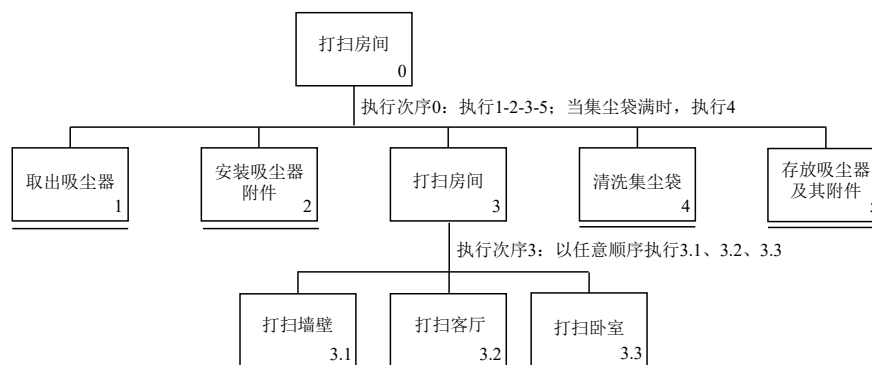 打扫房间
0
执行次序0：执行1-2-3-5；当集尘袋满时，执行4
取出吸尘器
1
安装吸尘器
附件
2
打扫房间
3
清洗集尘袋
4
存放吸尘器
及其附件
5
执行次序3：以任意顺序执行3.1、3.2、3.3
打扫墙壁
3.1
打扫客厅
3.2
打扫卧室
3.3